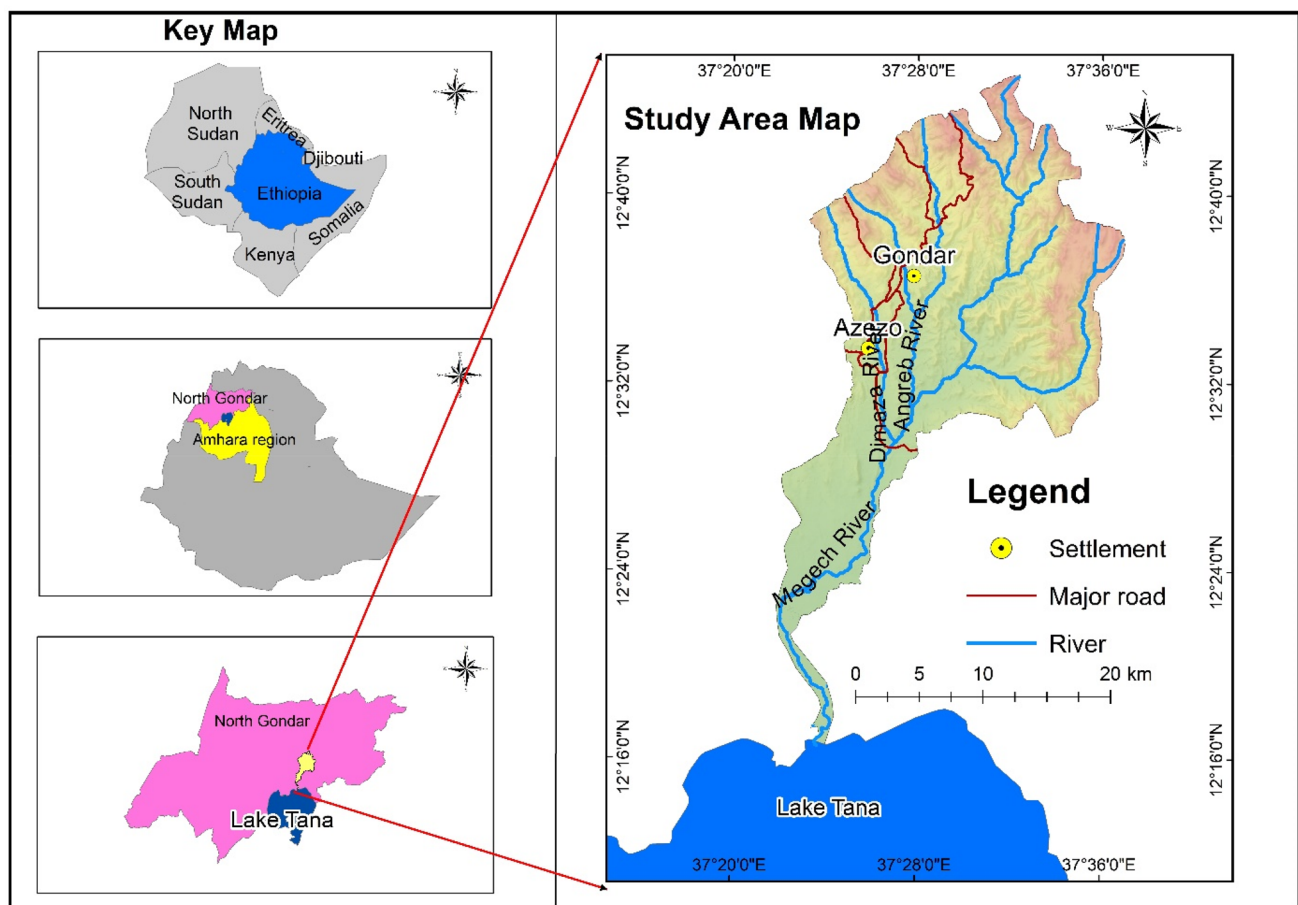 Key Map
North
Sudan
Eritrea
Djibouti
South
Sudan
Ethiopia
Somalia
Kenya
North Gondar
Amhara region
North Gondar
Lake Tana
37°20'0"E
37°28'0"E
37°36'0"E
Study Area Map
N
W
E
S
12°40'0"N
12°40'0"N
Gondar
Azezo
Dimaza River
Angreb River
12°32'0"N
12°32'0"N
Legend
Settlement
Major road
River
Megech River
12°24'0"N
12°24'0"N
0 5 10 20 km
12°16'0"N
12°16'0"N
Lake Tana
37°20'0"E
37°28'0"E
37°36'0"E